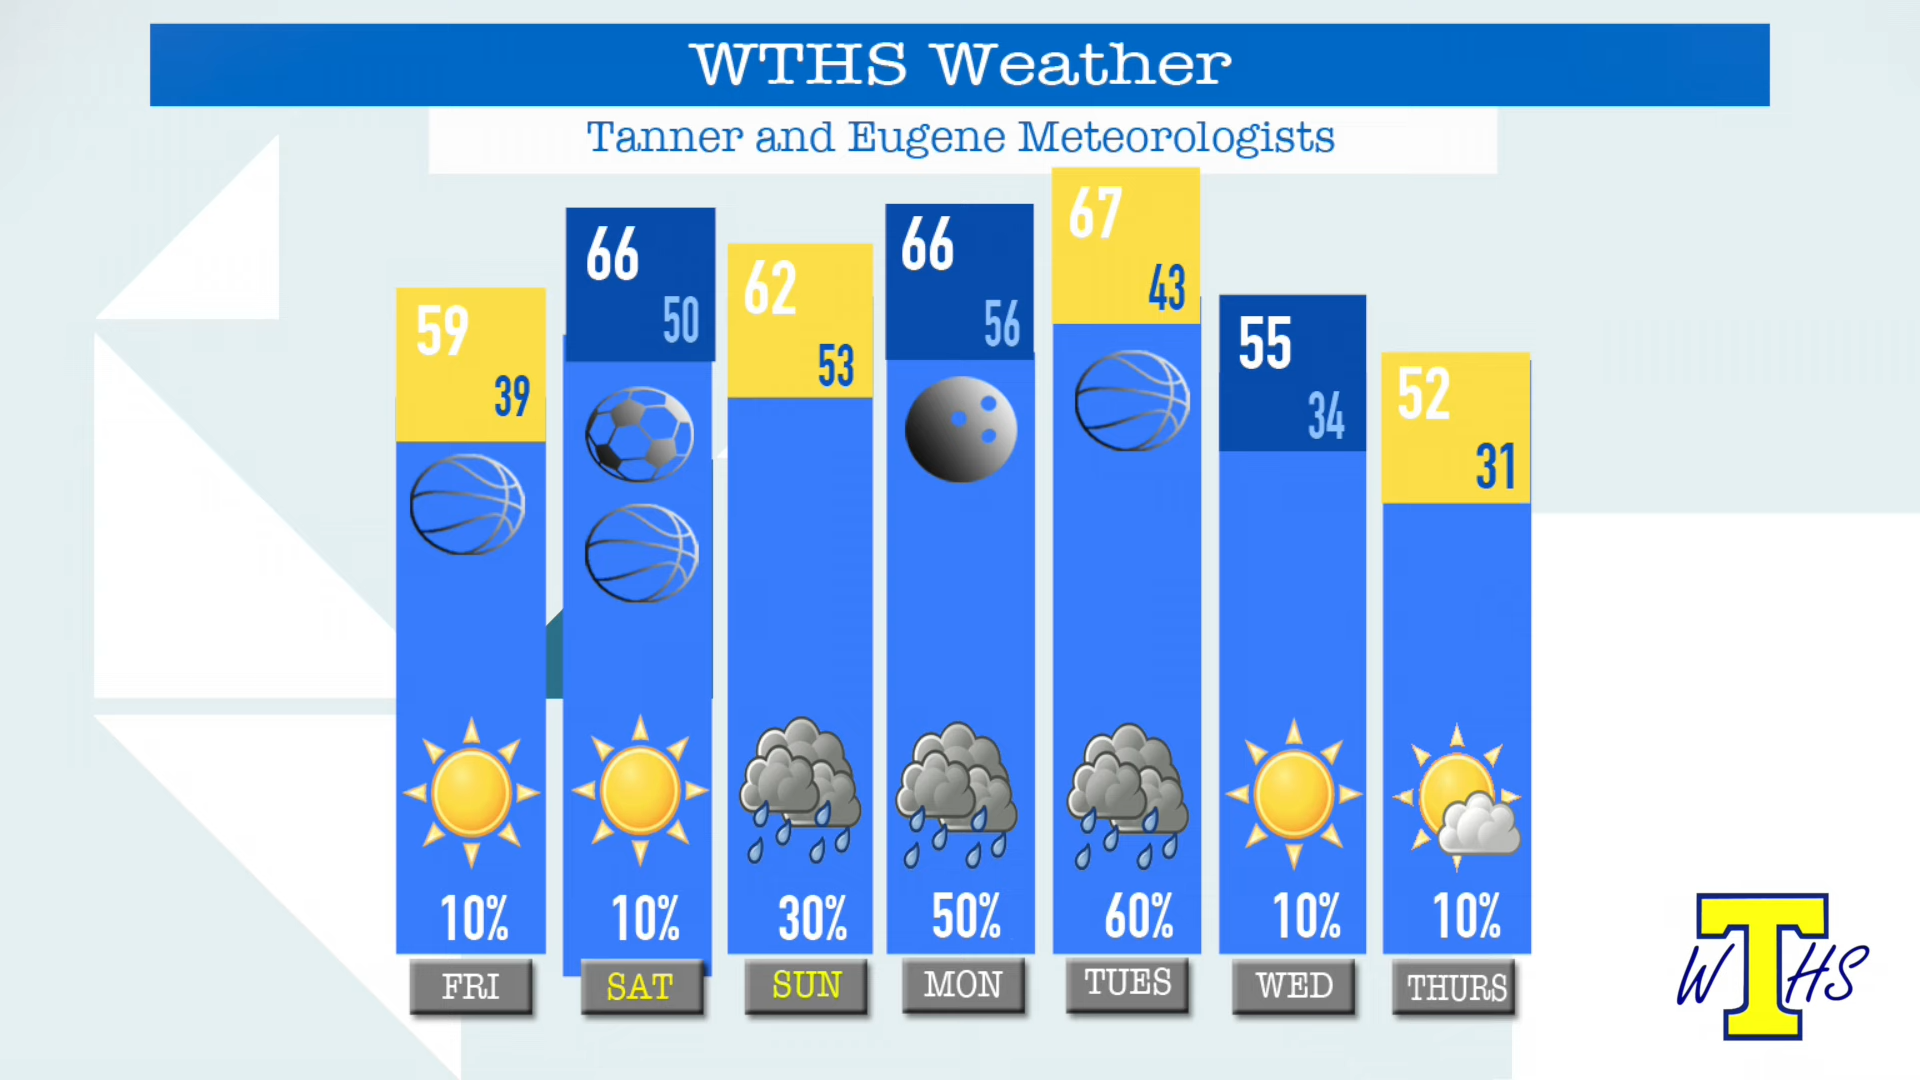 WTHS Weather
Tanner and Eugene Meteorologists
59 66 62 66 67 55 52
39 50 53 56 43 34 31
10% 10% 30% 50% 60% 10% 10%
FRI SAT SUN MON TUES WED THURS
WTHS